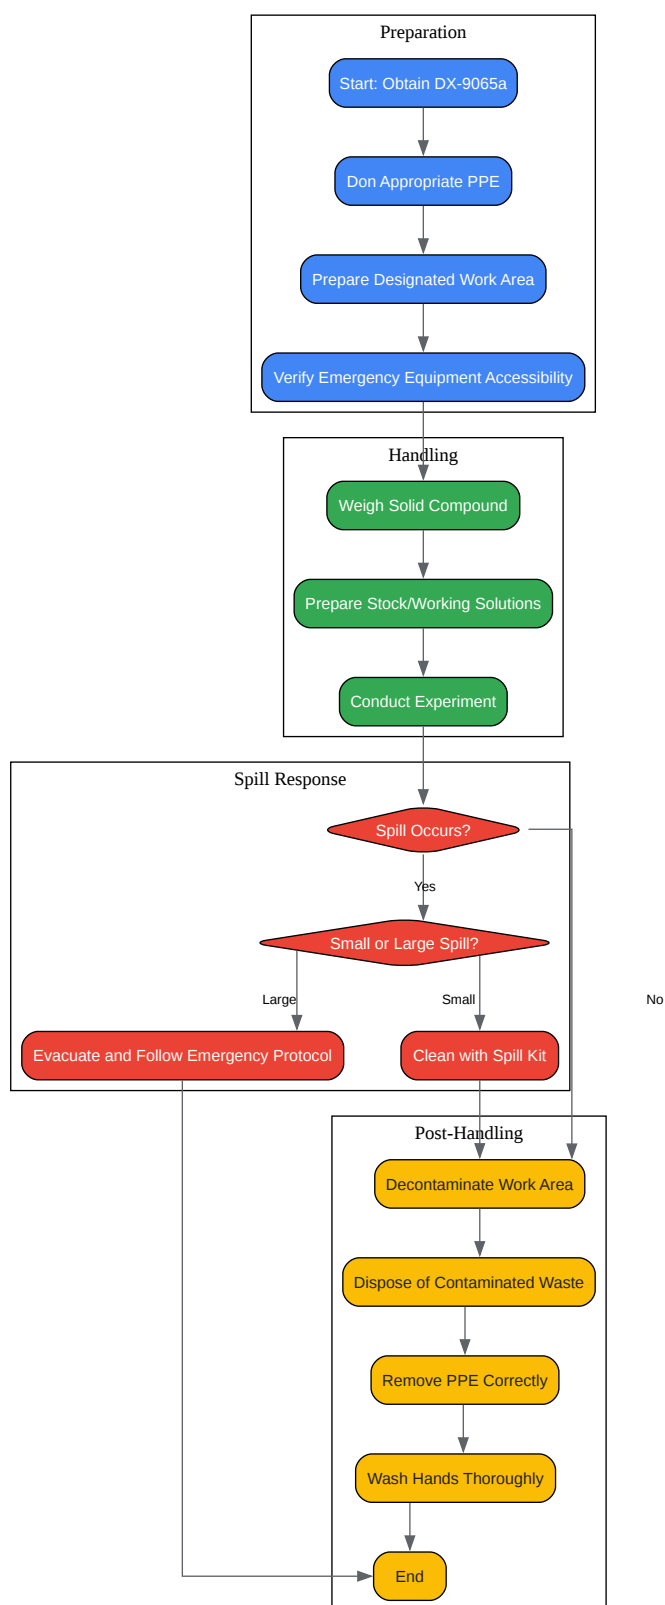 Preparation
Start: Obtain DX-9065a
Don Appropriate PPE
Prepare Designated Work Area
Verify Emergency Equipment Accessibility
Handling
Weigh Solid Compound
Prepare Stock/Working Solutions
Conduct Experiment
Spill Response
Spill Occurs?
Yes
Small or Large Spill?
Large
Small
No
Evacuate and Follow Emergency Protocol
Clean with Spill Kit
Post-Handling
Decontaminate Work Area
Dispose of Contaminated Waste
Remove PPE Correctly
Wash Hands Thoroughly
End